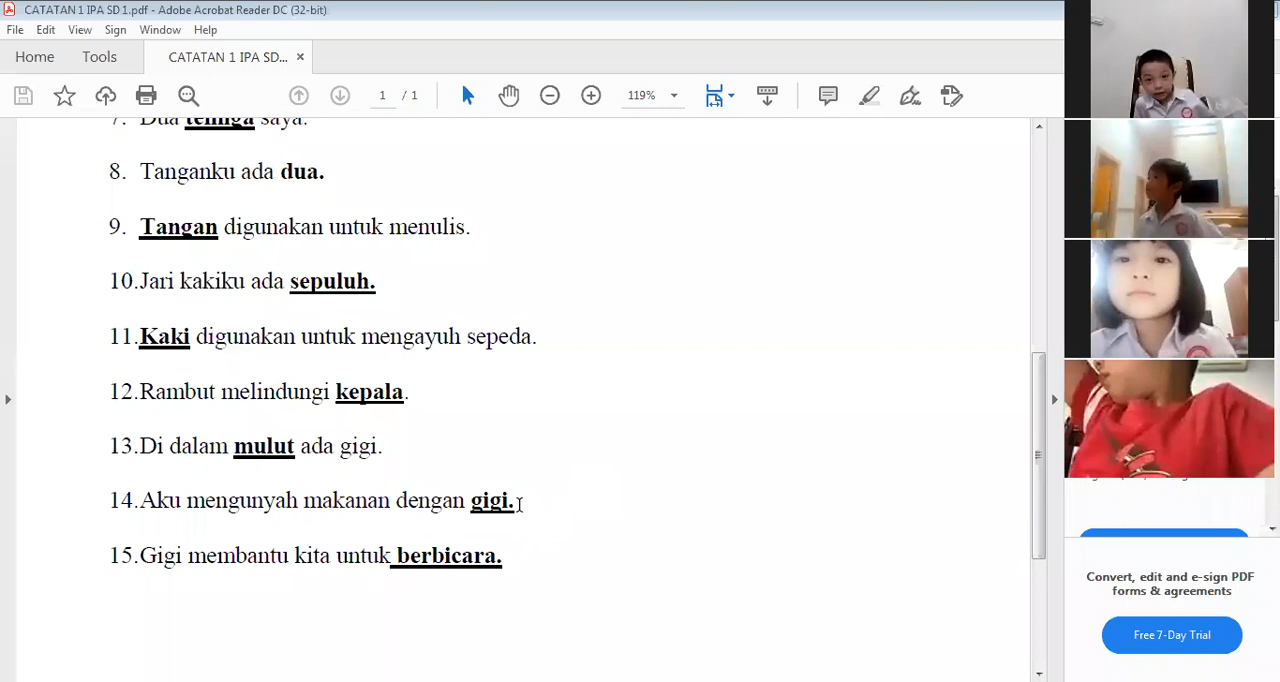 CATATAN 1 IPA SD 1.pdf - Adobe Acrobat Reader DC (32-bit)
File Edit View Sign Window Help
Home Tools CATATAN 1 IPA SD... ×
1 / 1 119%
7. Dua telinga saya.
8. Tanganku ada dua.
9. Tangan digunakan untuk menulis.
10.Jari kakiku ada sepuluh.
11.Kaki digunakan untuk mengayuh sepeda.
12.Rambut melindungi kepala.
13.Di dalam mulut ada gigi.
14.Aku mengunyah makanan dengan gigi.
15.Gigi membantu kita untuk berbicara.
Convert, edit and e-sign PDF
forms & agreements
Free 7-Day Trial